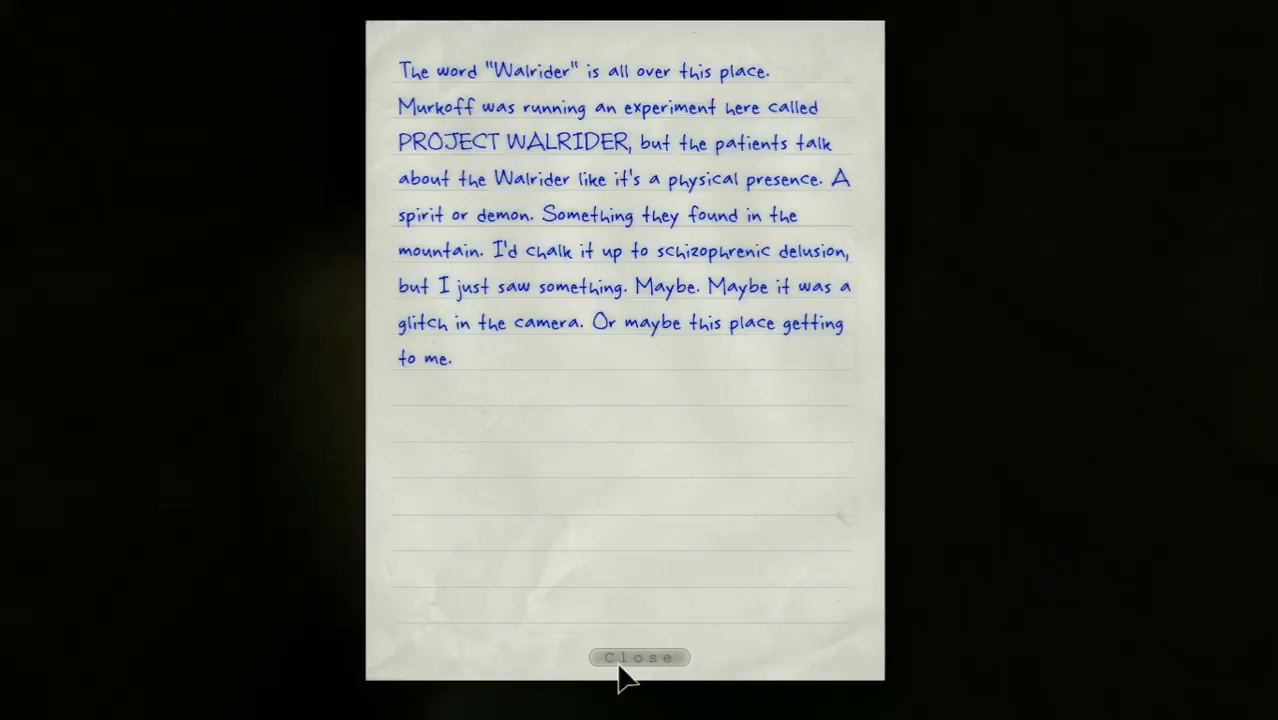 The word "Walrider" is all over this place.
Murkoff was running an experiment here called
PROJECT WALRIDER, but the patients talk
about the Walrider like it's a physical presence. A
spirit or demon. Something they found in the
mountain. I'd chalk it up to schizophrenic delusion,
but I just saw something. Maybe. Maybe it was a
glitch in the camera. Or maybe this place getting
to me.
Close